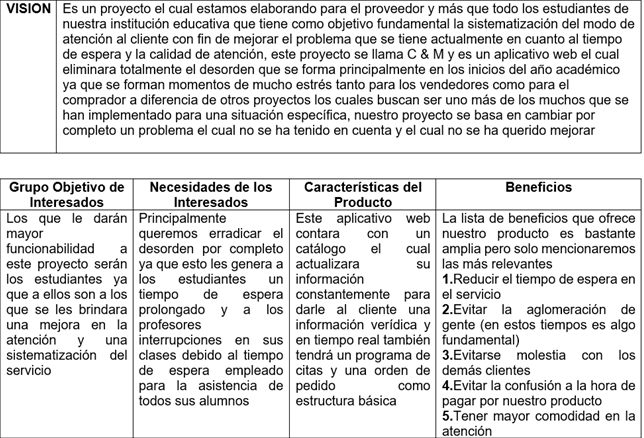 VISION
Es un proyecto el cual estamos elaborando para el proveedor y más que todo los estudiantes de
nuestra institución educativa que tiene como objetivo fundamental la sistematización del modo de
atención al cliente con fin de mejorar el problema que se tiene actualmente en cuanto al tiempo
de espera y la calidad de atención, este proyecto se llama C & M y es un aplicativo web el cual
eliminara totalmente el desorden que se forma principalmente en los inicios del año académico
ya que se forman momentos de mucho estrés tanto para los vendedores como para el
comprador a diferencia de otros proyectos los cuales buscan ser uno más de los muchos que se
han implementado para una situación específica, nuestro proyecto se basa en cambiar por
completo un problema el cual no se ha tenido en cuenta y el cual no se ha querido mejorar
Grupo Objetivo de
Interesados
Los que le darán
mayor
funcionabilidad a
este proyecto serán
los estudiantes ya
que a ellos son a los
que se les brindara
una mejora en la
atención y una
sistematización del
servicio
Necesidades de los
Interesados
Principalmente
queremos erradicar el
desorden por completo
ya que esto les genera a
los estudiantes un
tiempo de espera
prolongado y a los
profesores
interrupciones en sus
clases debido al tiempo
de espera empleado
para la asistencia de
todos sus alumnos
Características del
Producto
Este aplicativo web
contara con un
catálogo el cual
actualizara su
información
constantemente para
darle al cliente una
información verídica y
en tiempo real también
tendrá un programa de
citas y una orden de
pedido como
estructura básica
Beneficios
La lista de beneficios que ofrece
nuestro producto es bastante
amplia pero solo mencionaremos
las más relevantes
1.Reducir el tiempo de espera en
el servicio
2.Evitar la aglomeración de
gente (en estos tiempos es algo
fundamental)
3.Evitarse molestia con los
demás clientes
4.Evitar la confusión a la hora de
pagar por nuestro producto
5.Tener mayor comodidad en la
atención